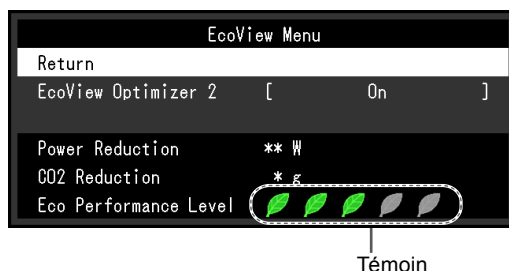 EcoView Menu
Return
EcoView Optimizer 2 [ On ]
Power Reduction ** W
CO2 Reduction * g
Eco Performance Level
Témoin